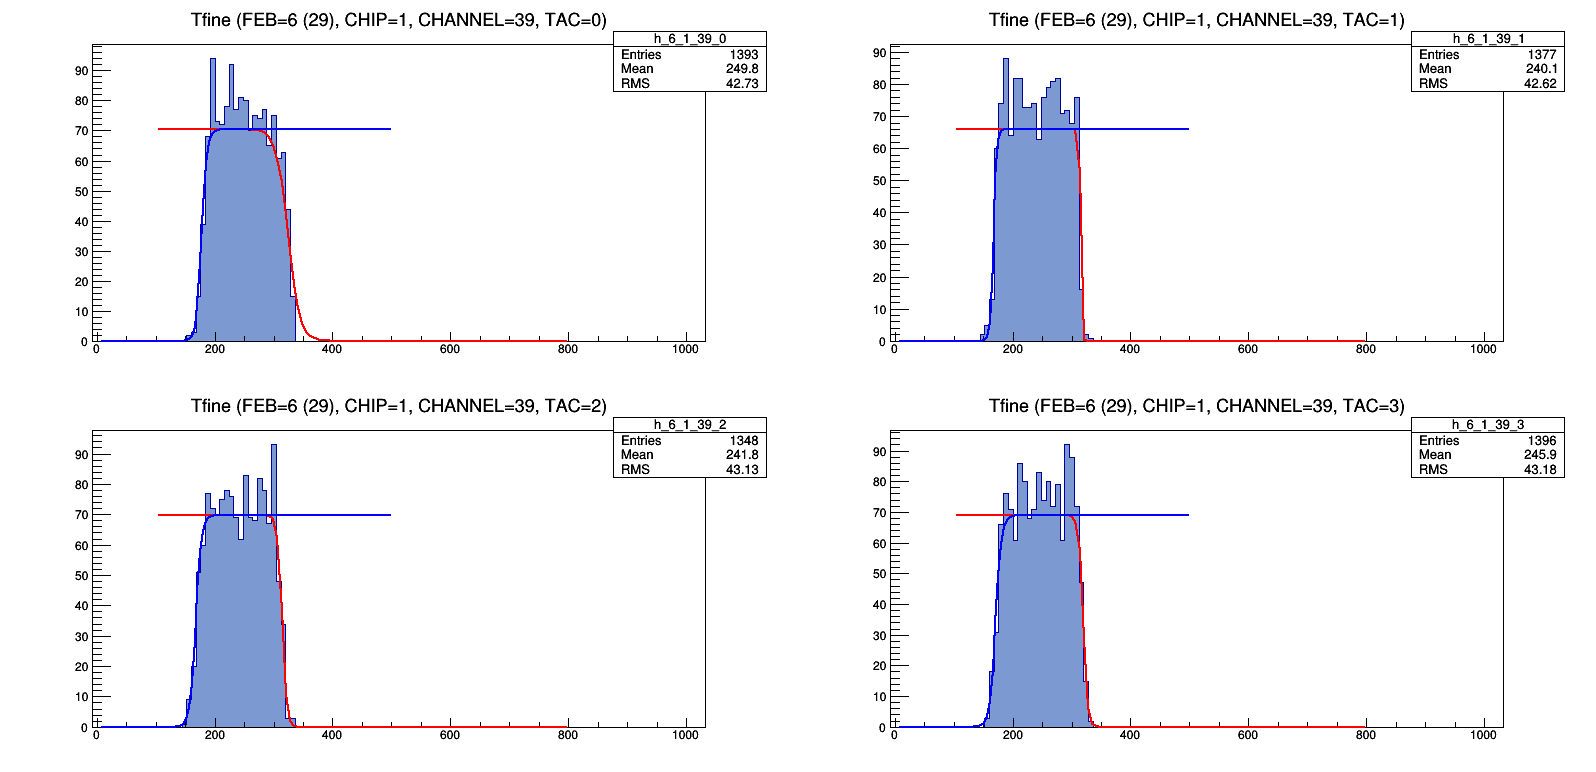 Tfine (FEB=6 (29), CHIP=1, CHANNEL=39, TAC=0)
h_6_1_39_0
Entries 1393
Mean 249.8
RMS 42.73
90
80
70
60
50
40
30
20
10
0
0 200 400 600 800 1000
Tfine (FEB=6 (29), CHIP=1, CHANNEL=39, TAC=1)
h_6_1_39_1
Entries 1377
Mean 240.1
RMS 42.62
90
80
70
60
50
40
30
20
10
0
0 200 400 600 800 1000
Tfine (FEB=6 (29), CHIP=1, CHANNEL=39, TAC=2)
h_6_1_39_2
Entries 1348
Mean 241.8
RMS 43.13
90
80
70
60
50
40
30
20
10
0
0 200 400 600 800 1000
Tfine (FEB=6 (29), CHIP=1, CHANNEL=39, TAC=3)
h_6_1_39_3
Entries 1396
Mean 245.9
RMS 43.18
90
80
70
60
50
40
30
20
10
0
0 200 400 600 800 1000